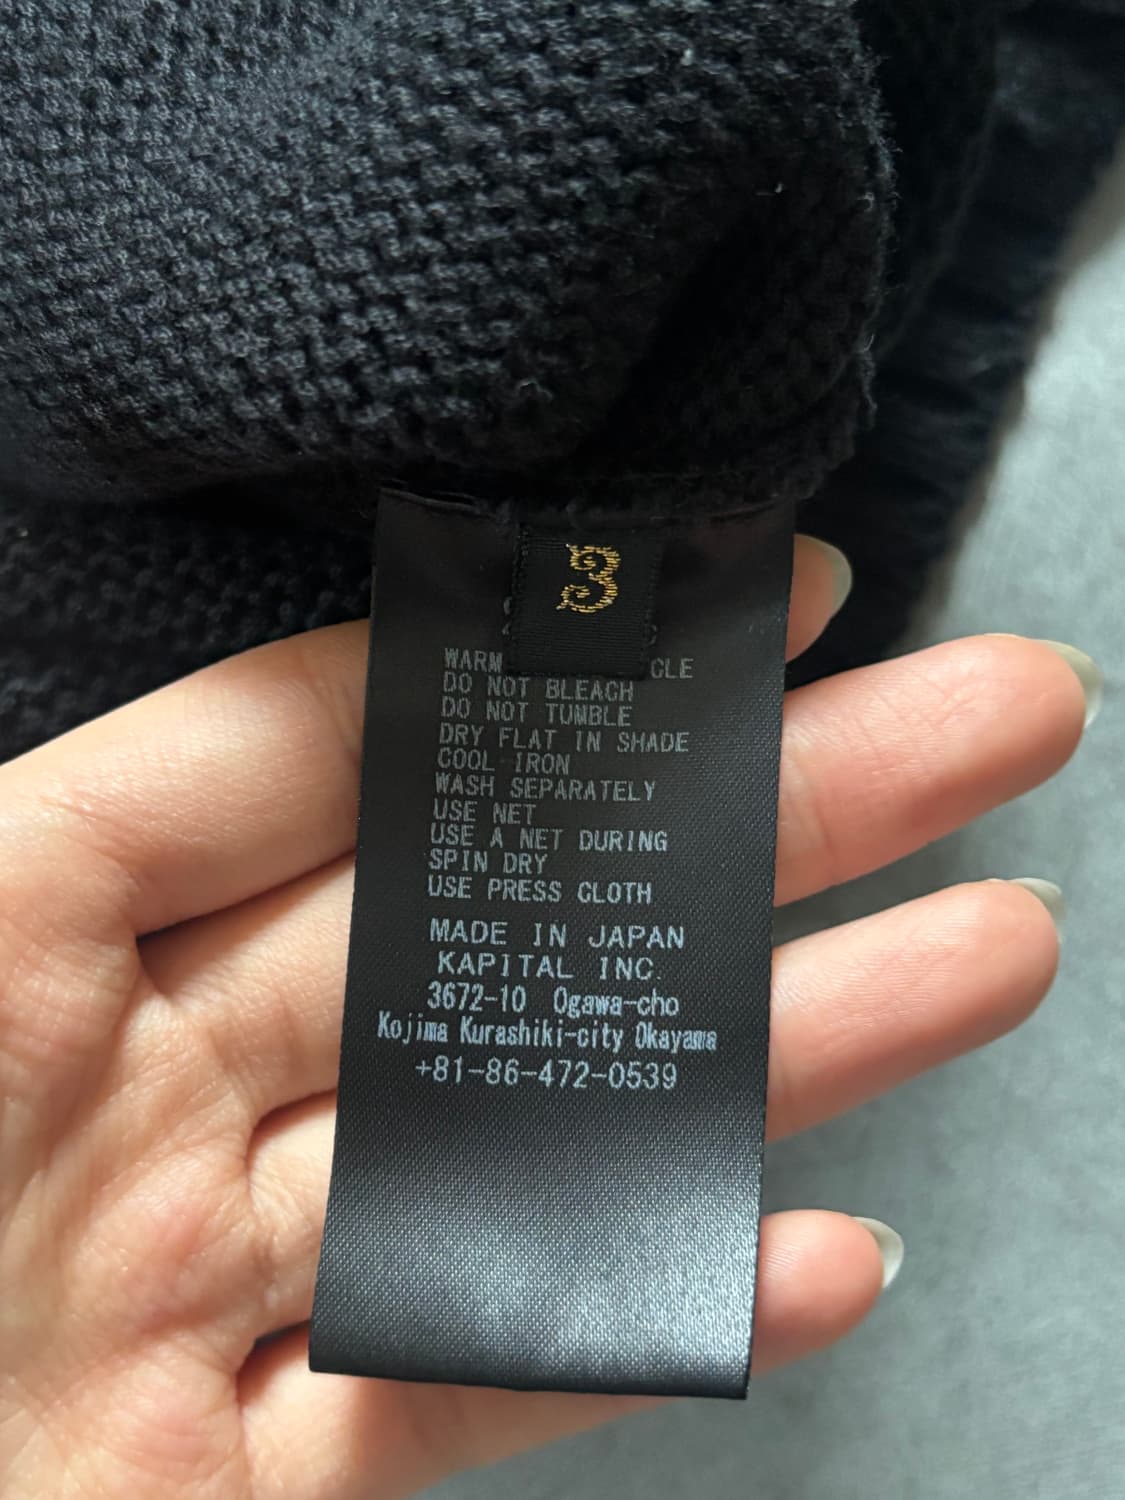 3
WARM
DO NOT BLEACH
DO NOT TUMBLE
DRY FLAT IN SHADE
COOL IRON
WASH SEPARATELY
USE NET
USE A NET DURING
SPIN DRY
USE PRESS CLOTH
MADE IN JAPAN
KAPITAL INC.
3672-10 Ogawa-cho
Kojima Kurashiki-city Okayama
+81-86-472-0539